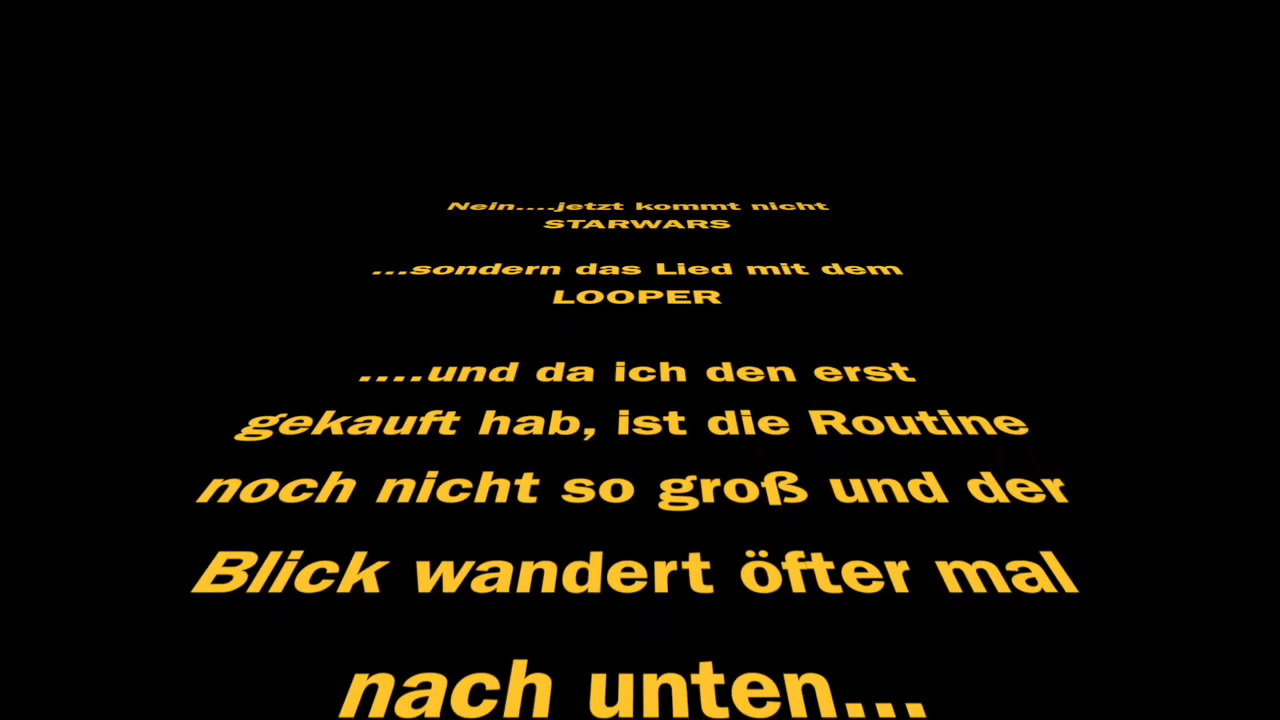 Nein....jetzt kommt nicht
STARWARS
...sondern das Lied mit dem
LOOPER
....und da ich den erst
gekauft hab, ist die Routine
noch nicht so groß und der
Blick wandert öfter mal
nach unten...